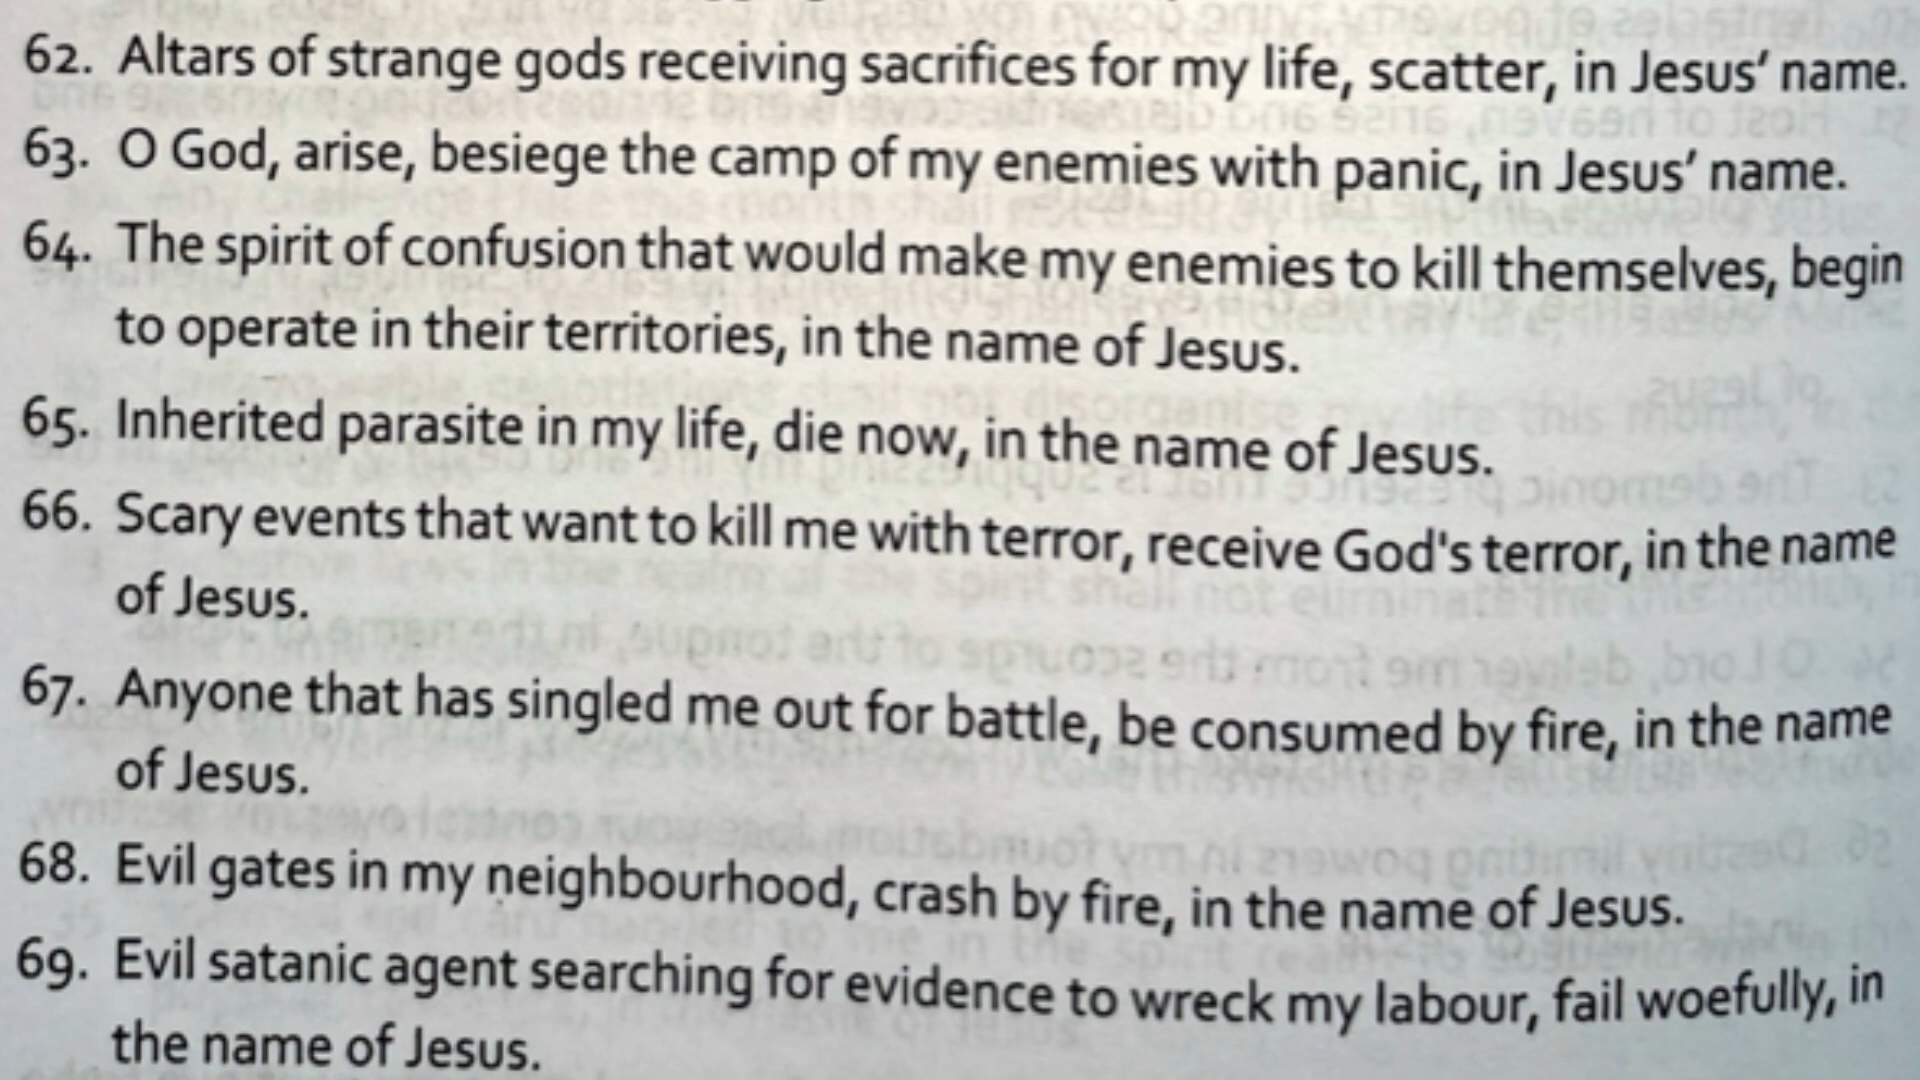 62. Altars of strange gods receiving sacrifices for my life, scatter, in Jesus' name.
63. O God, arise, besiege the camp of my enemies with panic, in Jesus' name.
64. The spirit of confusion that would make my enemies to kill themselves, begin
to operate in their territories, in the name of Jesus.
65. Inherited parasite in my life, die now, in the name of Jesus.
66. Scary events that want to kill me with terror, receive God's terror, in the name
of Jesus.
67. Anyone that has singled me out for battle, be consumed by fire, in the name
of Jesus.
68. Evil gates in my neighbourhood, crash by fire, in the name of Jesus.
69. Evil satanic agent searching for evidence to wreck my labour, fail woefully, in
the name of Jesus.